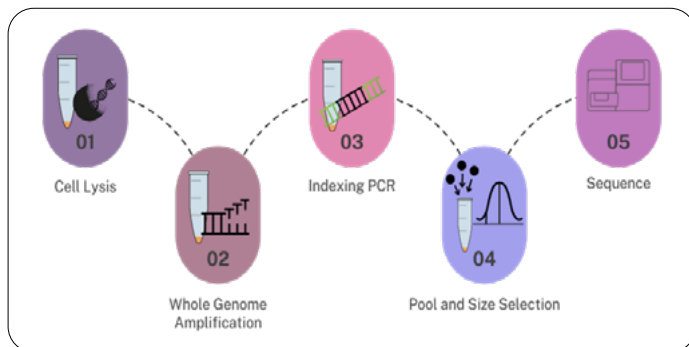 01
Cell Lysis
02
Whole Genome
Amplification
03
Indexing PCR
04
Pool and Size Selection
05
Sequence